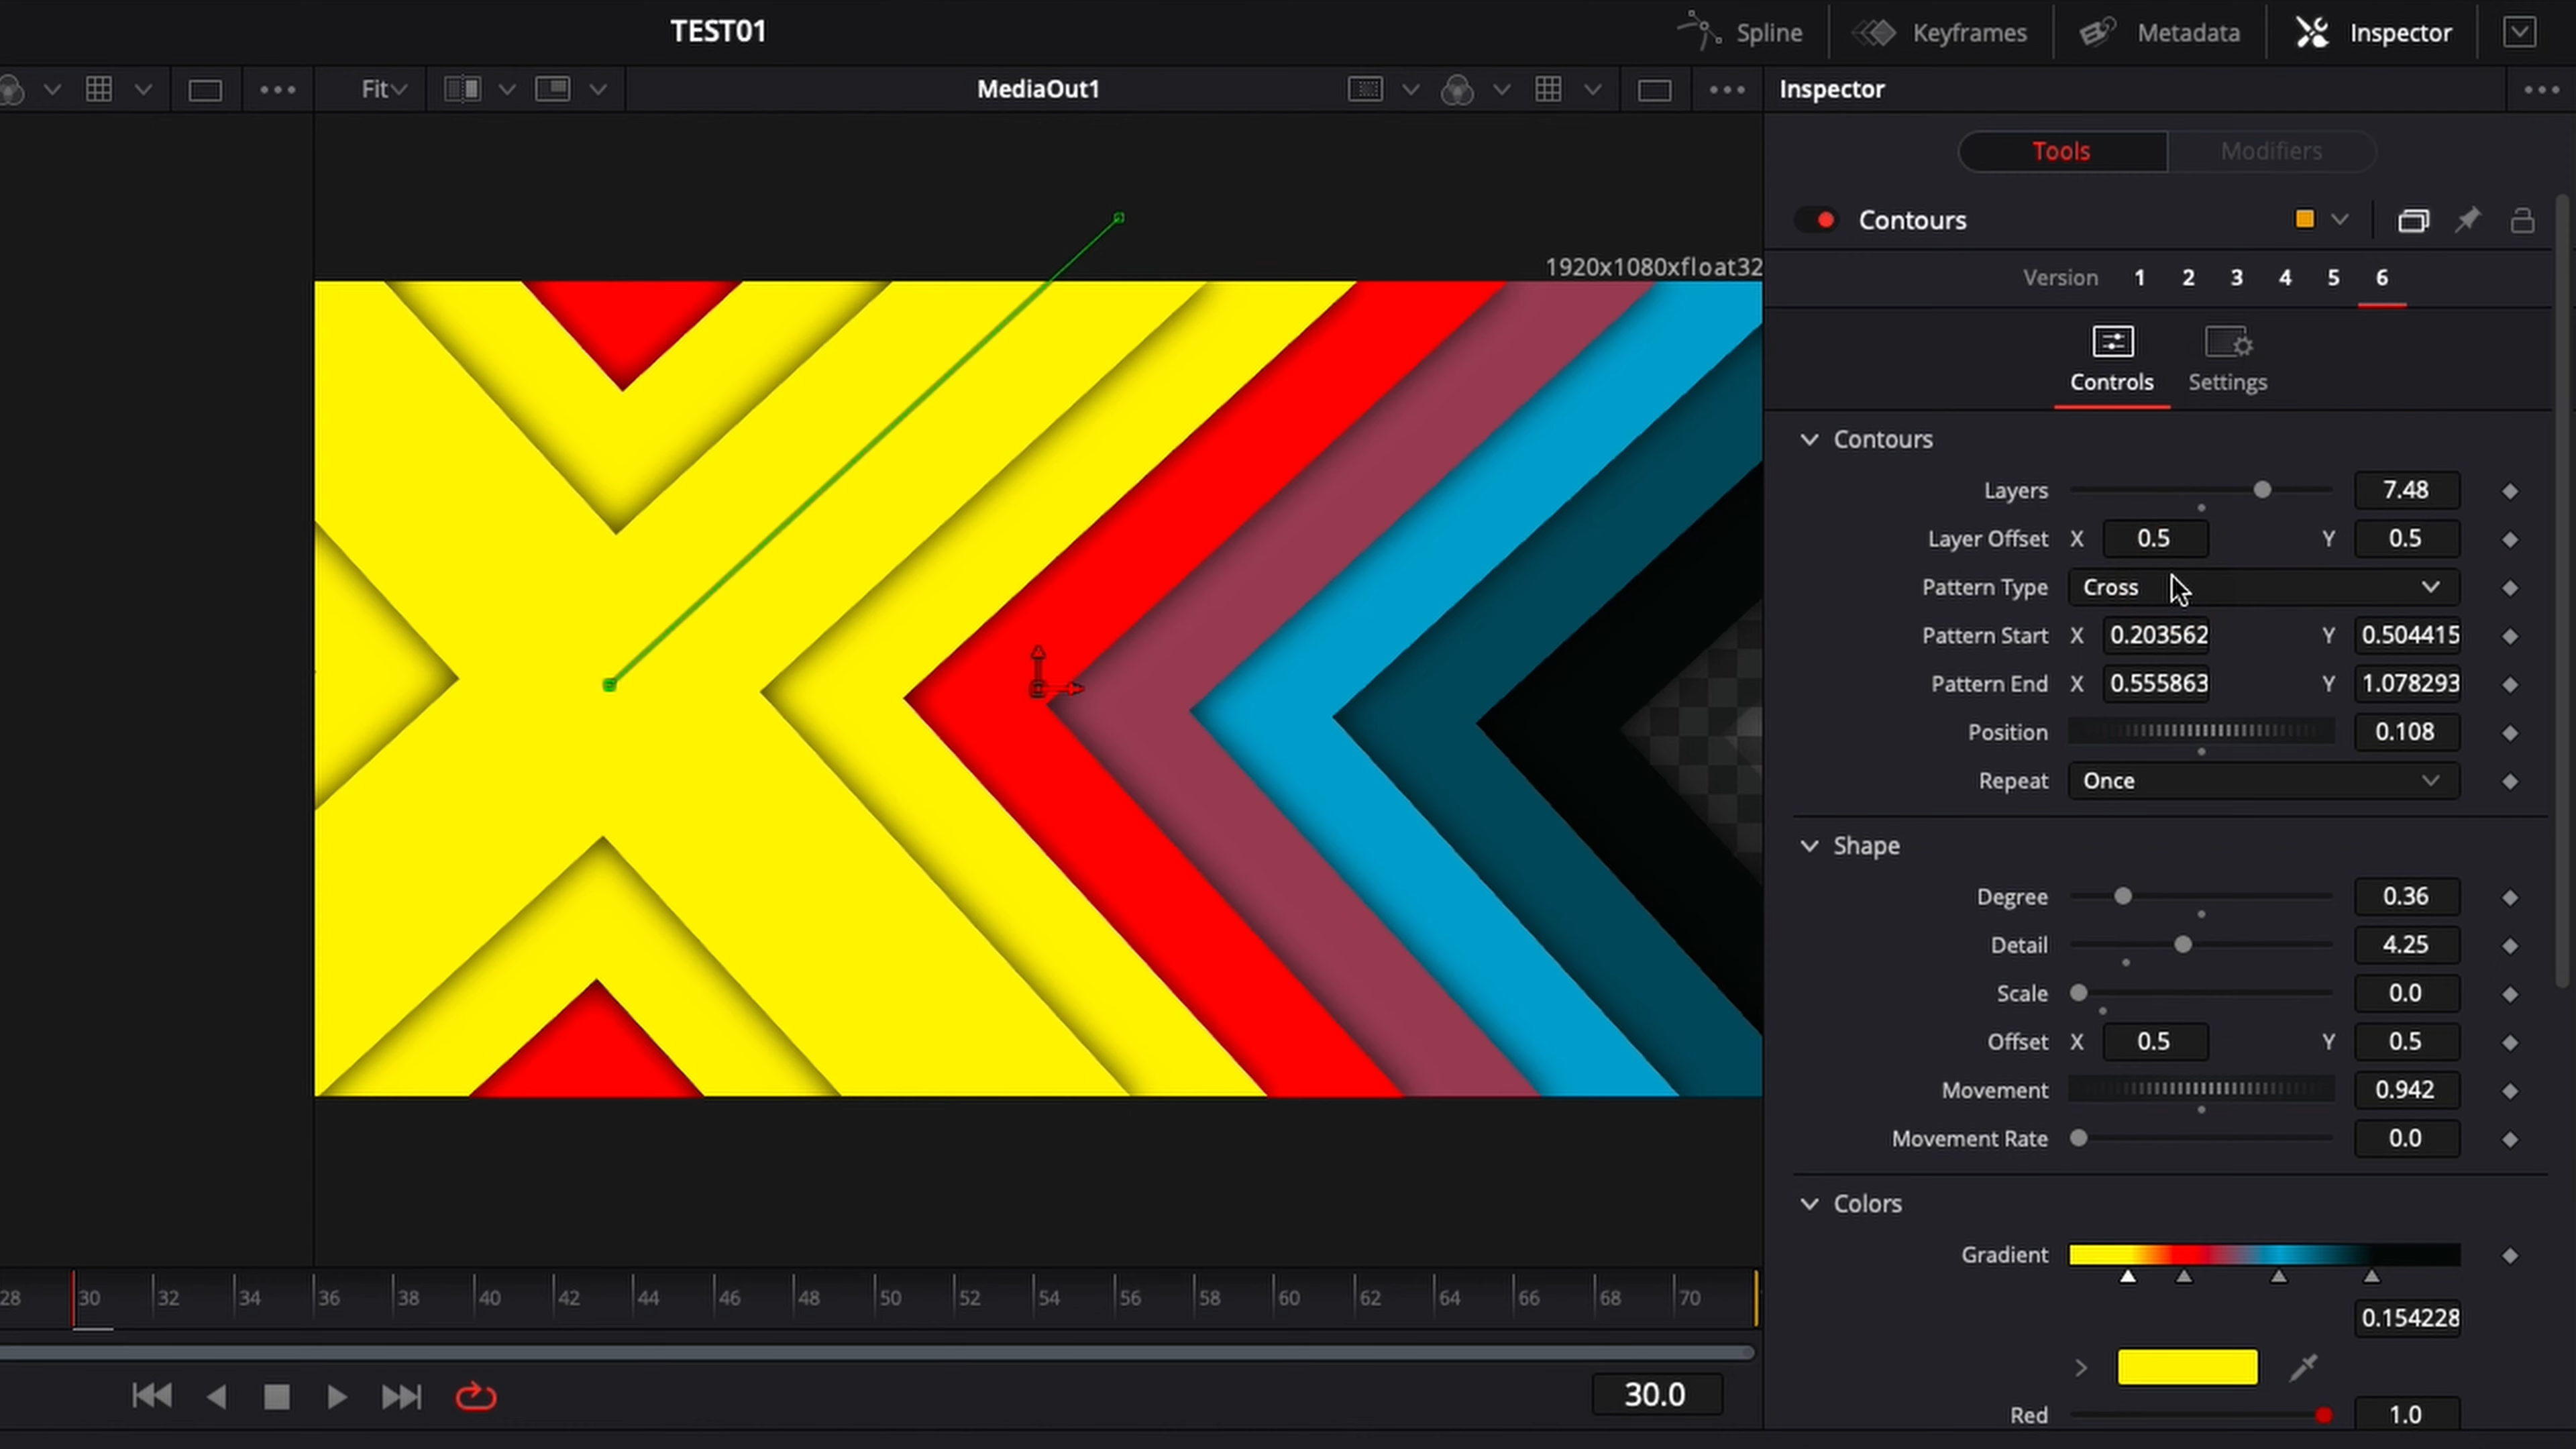 TEST01
Spline
Keyframes
Metadata
Inspector
Fit
MediaOut1
Inspector
Tools
Modifiers
Contours
1920x1080xfloat32
Version 1 2 3 4 5 6
Controls
Settings
Contours
Layers 7.48
Layer Offset X 0.5 Y 0.5
Pattern Type Cross
Pattern Start X 0.203562 Y 0.504415
Pattern End X 0.555863 Y 1.078293
Position 0.108
Repeat Once
Shape
Degree 0.36
Detail 4.25
Scale 0.0
Offset X 0.5 Y 0.5
Movement 0.942
Movement Rate 0.0
Colors
Gradient
28 30 32 34 36 38 40 42 44 46 48 50 52 54 56 58 60 62 64 66 68 70
0.154228
30.0
Red 1.0